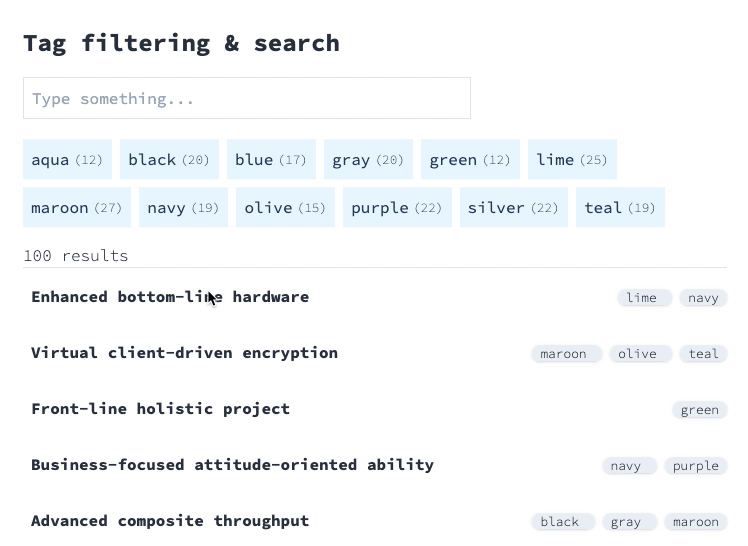 Tag filtering & search
Type something...
aqua (12) black (20) blue (17) gray (20) green (12) lime (25)
maroon (27) navy (19) olive (15) purple (22) silver (22) teal (19)
100 results
Enhanced bottom-line hardware lime navy
Virtual client-driven encryption maroon olive teal
Front-line holistic project green
Business-focused attitude-oriented ability navy purple
Advanced composite throughput black gray maroon